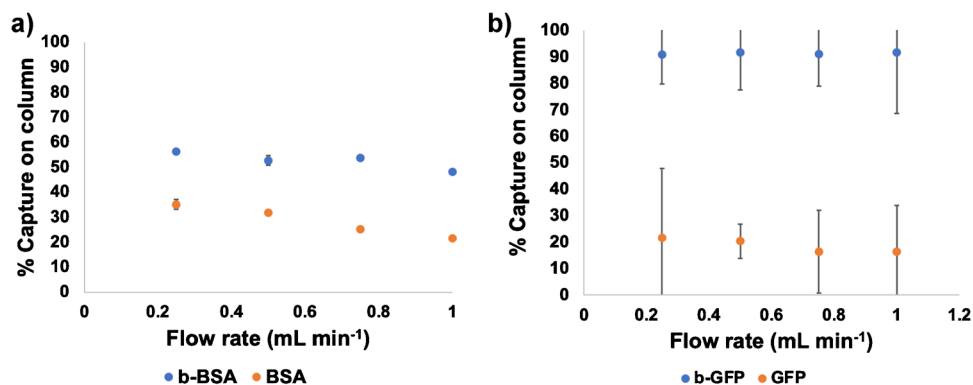 a)
% Capture on column
100
90
80
70
60
50
40
30
20
10
0
0 0.2 0.4 0.6 0.8 1
Flow rate (mL min-1)
b-BSA BSA
b)
% Capture on column
100
90
80
70
60
50
40
30
20
10
0
0 0.2 0.4 0.6 0.8 1 1.2
Flow rate (mL min-1)
b-GFP GFP